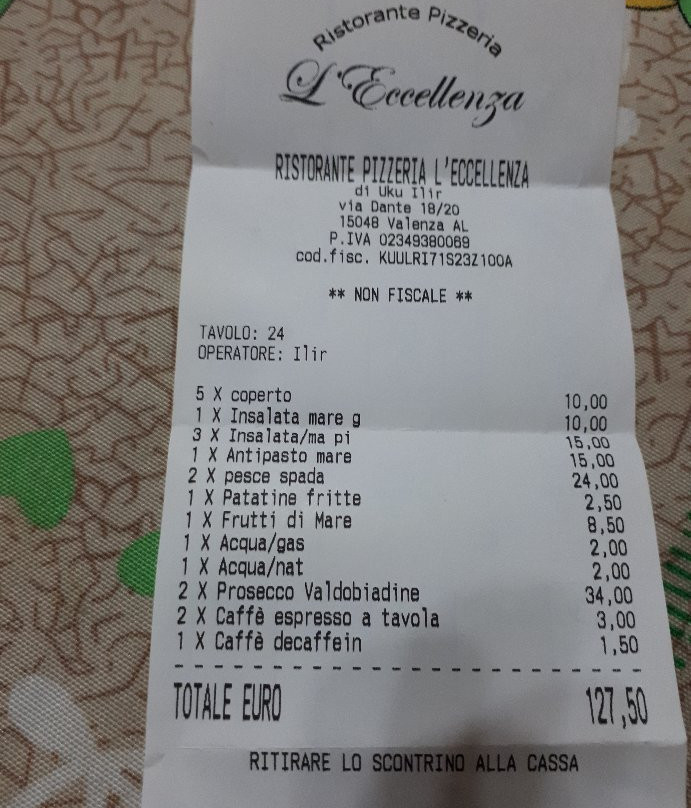 Ristorante Pizzeria
L'Eccellenza
RISTORANTE PIZZERIA L'ECCELLENZA
di Uku Ilir
via Dante 18/20
15048 Valenza AL
P.IVA 02349380069
cod.fisc. KUULRI71S23Z100A
** NON FISCALE **
TAVOLO: 24
OPERATORE: Ilir
5 X coperto 10,00
1 X Insalata mare g 10,00
3 X Insalata/ma pi 15,00
1 X Antipasto mare 15,00
2 X pesce spada 24,00
1 X Patatine fritte 2,50
1 X Frutti di Mare 8,50
1 X Acqua/gas 2,00
1 X Acqua/nat 2,00
2 X Prosecco Valdobiadine 34,00
2 X Caffè espresso a tavola 3,00
1 X Caffè decaffein 1,50
TOTALE EURO 127,50
RITIRARE LO SCONTRINO ALLA CASSA